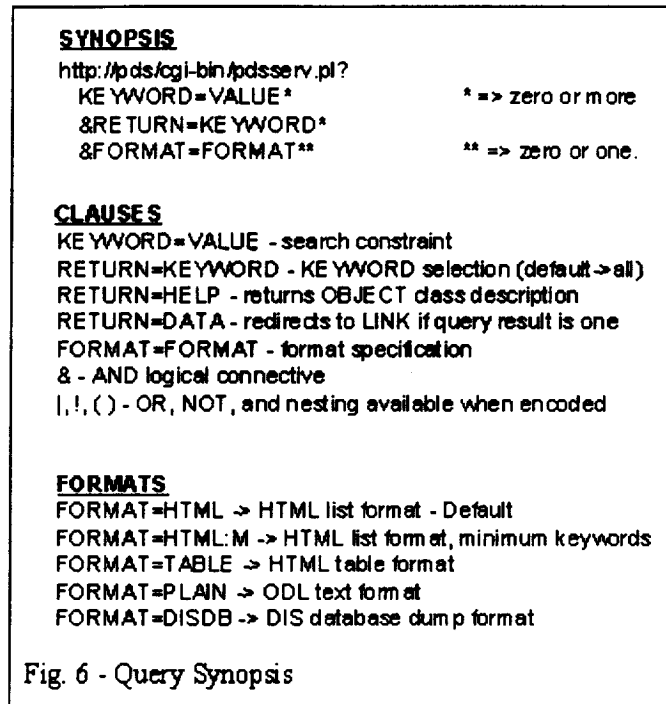 SYNOPSIS
http://pds/cgi-bin/pdsserv.pl?
KEYWORD=VALUE* * => zero or more
&RETURN=KEYWORD*
&FORMAT=FORMAT** ** => zero or one.
CLAUSES
KEYWORD=VALUE - search constraint
RETURN=KEYWORD - KEYWORD selection (default->all)
RETURN=HELP - returns OBJECT class description
RETURN=DATA - redirects to LINK if query result is one
FORMAT=FORMAT - format specification
& - AND logical connective
|,!,( ) - OR, NOT, and nesting available when encoded
FORMATS
FORMAT=HTML -> HTML list format - Default
FORMAT=HTML:M -> HTML list format, minimum keywords
FORMAT=TABLE -> HTML table format
FORMAT=PLAIN -> ODL text format
FORMAT=DISDB -> DIS database dump format
Fig. 6 - Query Synopsis